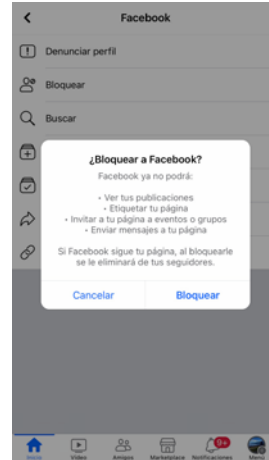 Facebook
Denunciar perfil
Bloquear
Buscar
¿Bloquear a Facebook?
Facebook ya no podrá:
• Ver tus publicaciones
• Etiquetar tu página
• Invitar a tu página a eventos o grupos
• Enviar mensajes a tu página
Si Facebook sigue tu página, al bloquearle
se le eliminará de tus seguidores.
Cancelar Bloquear
9+
Inicio Video Amigos Marketplace Notificaciones Menú